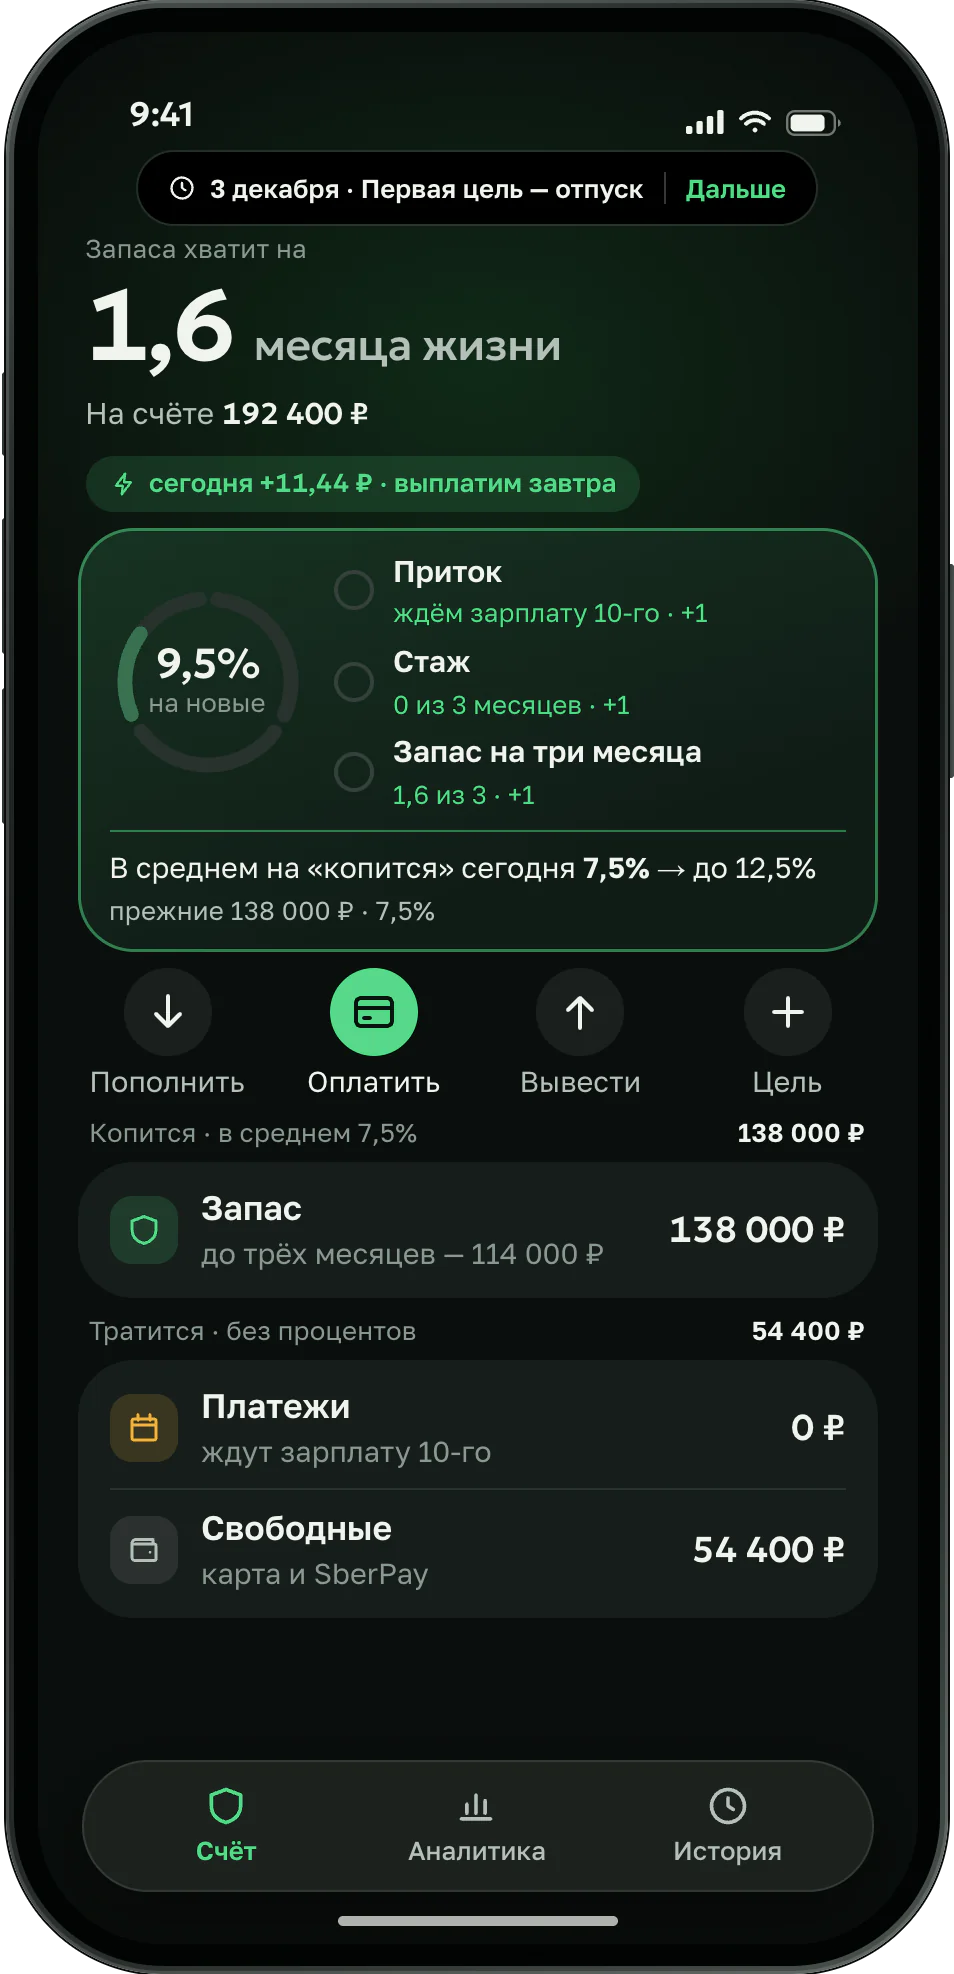 9:41
3 декабря · Первая цель — отпуск Дальше
Запаса хватит на
1,6 месяца жизни
На счёте 192 400 ₽
сегодня +11,44 ₽ · выплатим завтра
9,5%
на новые
Приток
ждём зарплату 10-го · +1
Стаж
0 из 3 месяцев · +1
Запас на три месяца
1,6 из 3 · +1
В среднем на «копится» сегодня 7,5% → до 12,5%
прежние 138 000 ₽ · 7,5%
Пополнить Оплатить Вывести Цель
Копится · в среднем 7,5% 138 000 ₽
Запас
до трёх месяцев — 114 000 ₽
138 000 ₽
Тратится · без процентов 54 400 ₽
Платежи
ждут зарплату 10-го
0 ₽
Свободные
карта и SberPay
54 400 ₽
Счёт Аналитика История